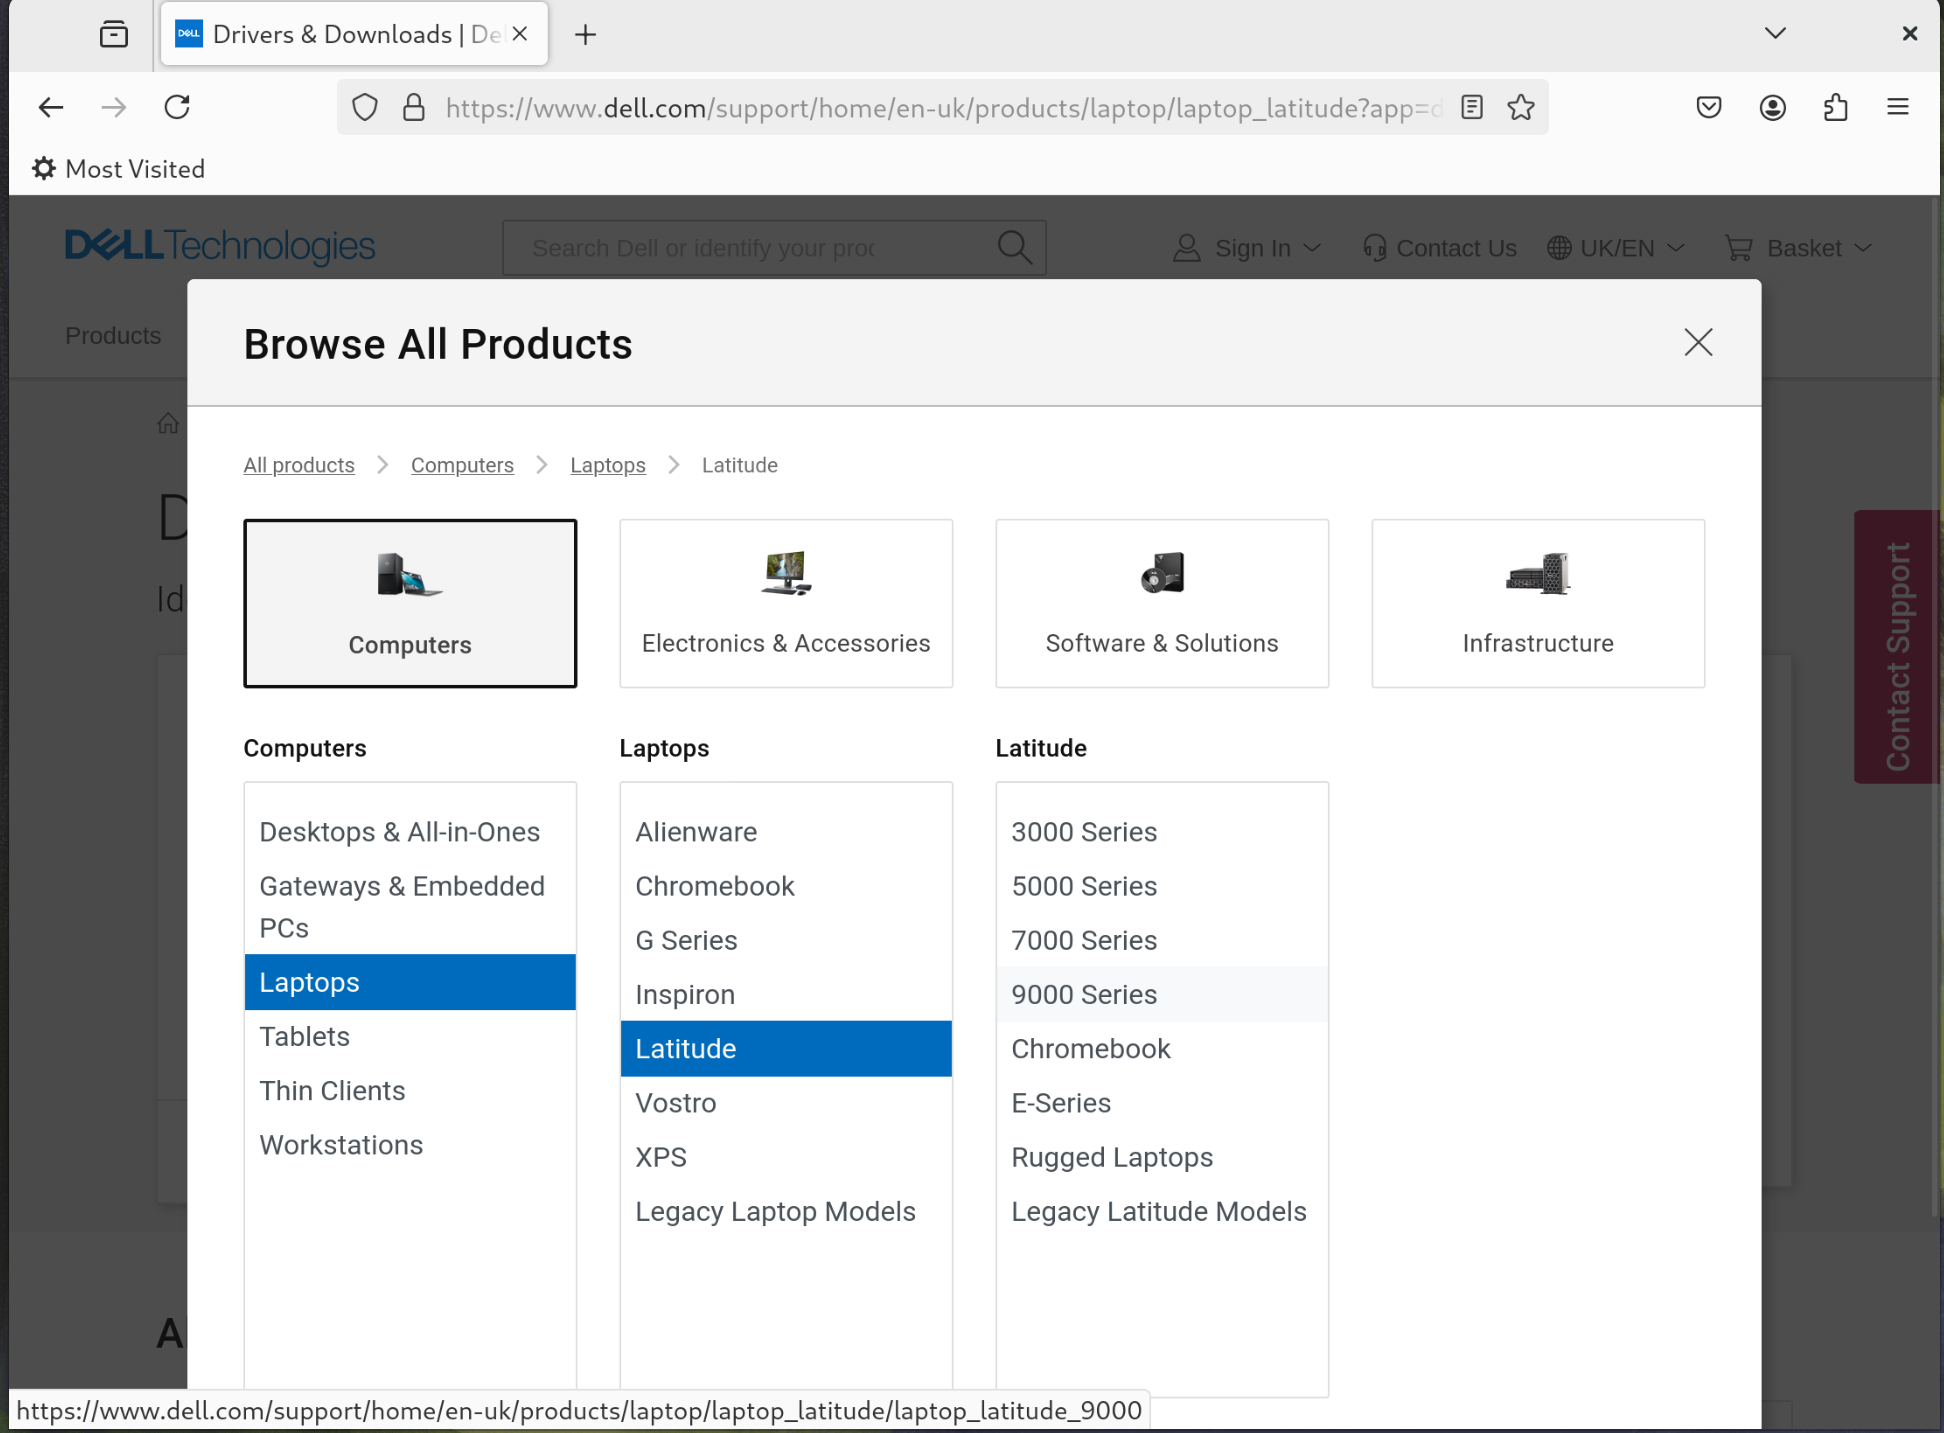 Drivers & Downloads | De
https://www.dell.com/support/home/en-uk/products/laptop/laptop_latitude?app=d
Most Visited
DELL Technologies
Search Dell or identify your proc
Sign In
Contact Us
UK/EN
Basket
Products
Browse All Products
All products > Computers > Laptops > Latitude
D
Id
Computers
Electronics & Accessories
Software & Solutions
Infrastructure
Contact Support
Computers
Desktops & All-in-Ones
Gateways & Embedded
PCs
Laptops
Tablets
Thin Clients
Workstations
Laptops
Alienware
Chromebook
G Series
Inspiron
Latitude
Vostro
XPS
Legacy Laptop Models
Latitude
3000 Series
5000 Series
7000 Series
9000 Series
Chromebook
E-Series
Rugged Laptops
Legacy Latitude Models
A
https://www.dell.com/support/home/en-uk/products/laptop/laptop_latitude/laptop_latitude_9000